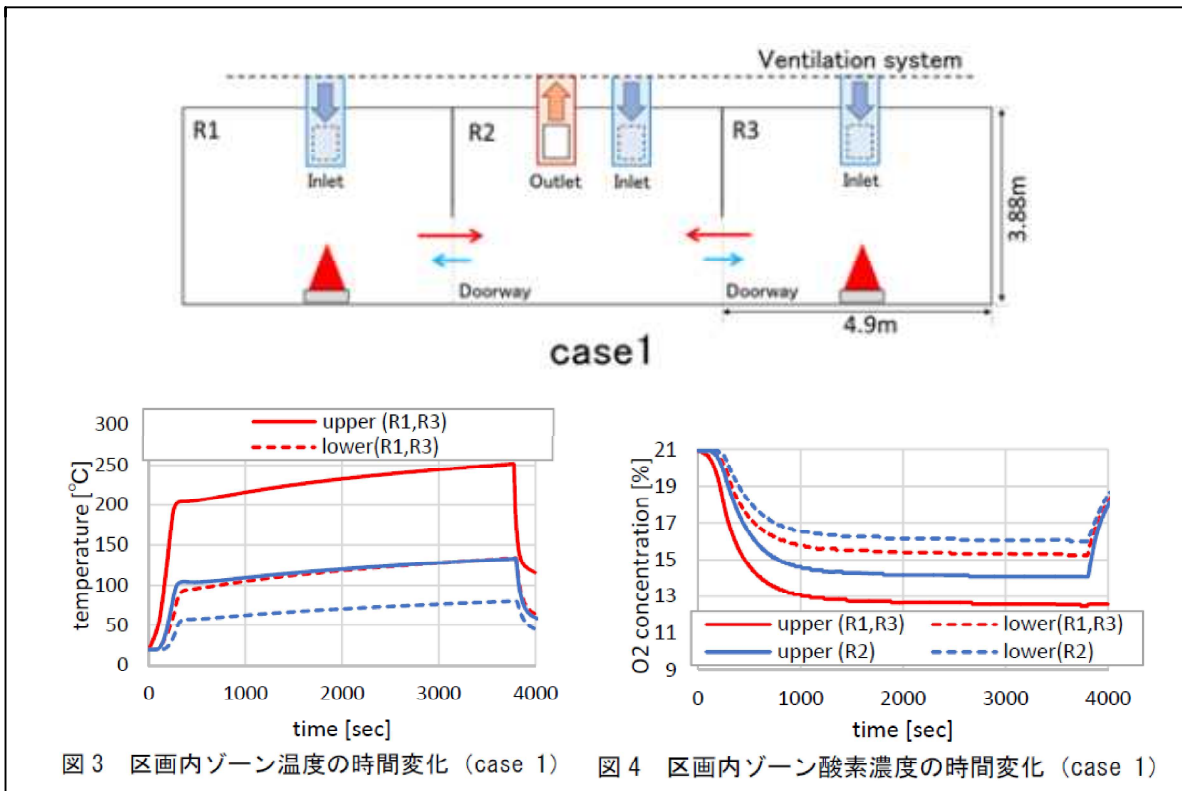 Ventilation system
R1
R2
R3
Inlet
Outlet
Inlet
Inlet
3.88m
Doorway
Doorway
4.9m
case1
upper (R1,R3)
lower(R1,R3)
300
250
200
150
100
50
0
temperature [℃]
0 1000 2000 3000 4000
time [sec]
図3 区画内ゾーン温度の時間変化 (case 1)
21
19
17
15
13
11
9
O2 concentration [%]
upper (R1,R3) lower(R1,R3)
upper (R2) lower(R2)
0 1000 2000 3000 4000
time [sec]
図4 区画内ゾーン酸素濃度の時間変化 (case 1)